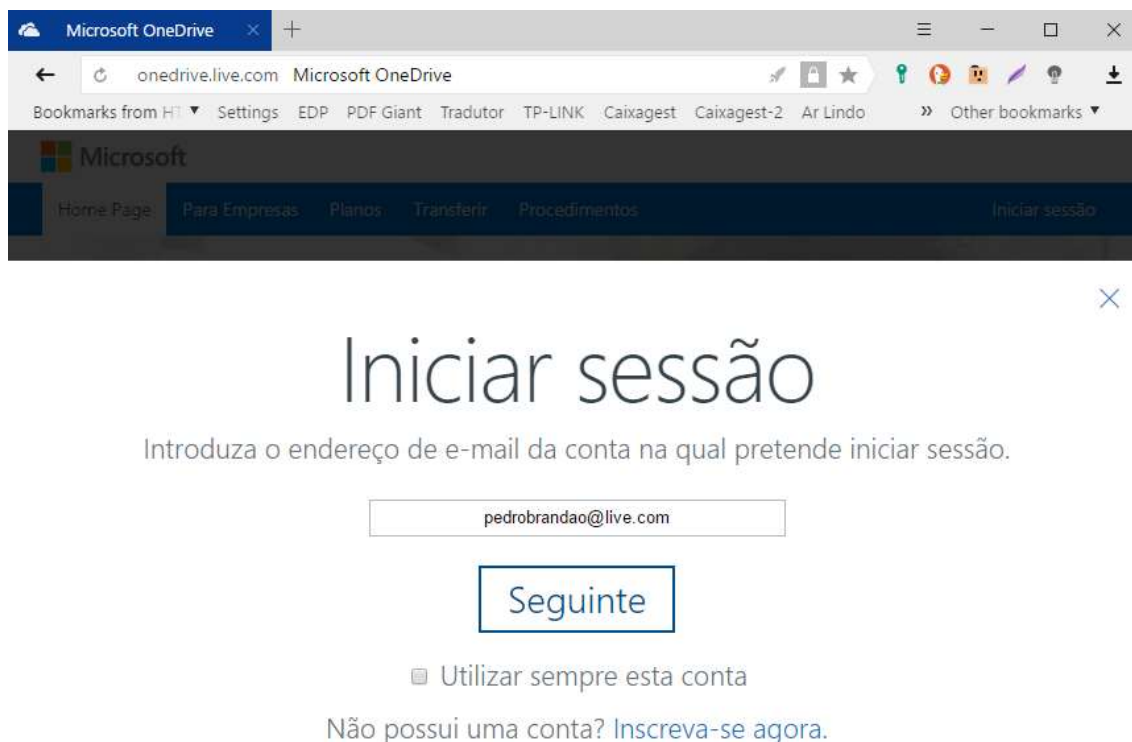 Microsoft OneDrive
onedrive.live.com Microsoft OneDrive
Bookmarks from HT Settings EDP PDF Giant Tradutor TP-LINK Caixagest Caixagest-2 Ar Lindo » Other bookmarks
Microsoft
Home Page Para Empresas Planos Transferir Procedimentos Iniciar sessão
Iniciar sessão
Introduza o endereço de e-mail da conta na qual pretende iniciar sessão.
pedrobrandao@live.com
Seguinte
Utilizar sempre esta conta
Não possui uma conta? Inscreva-se agora.